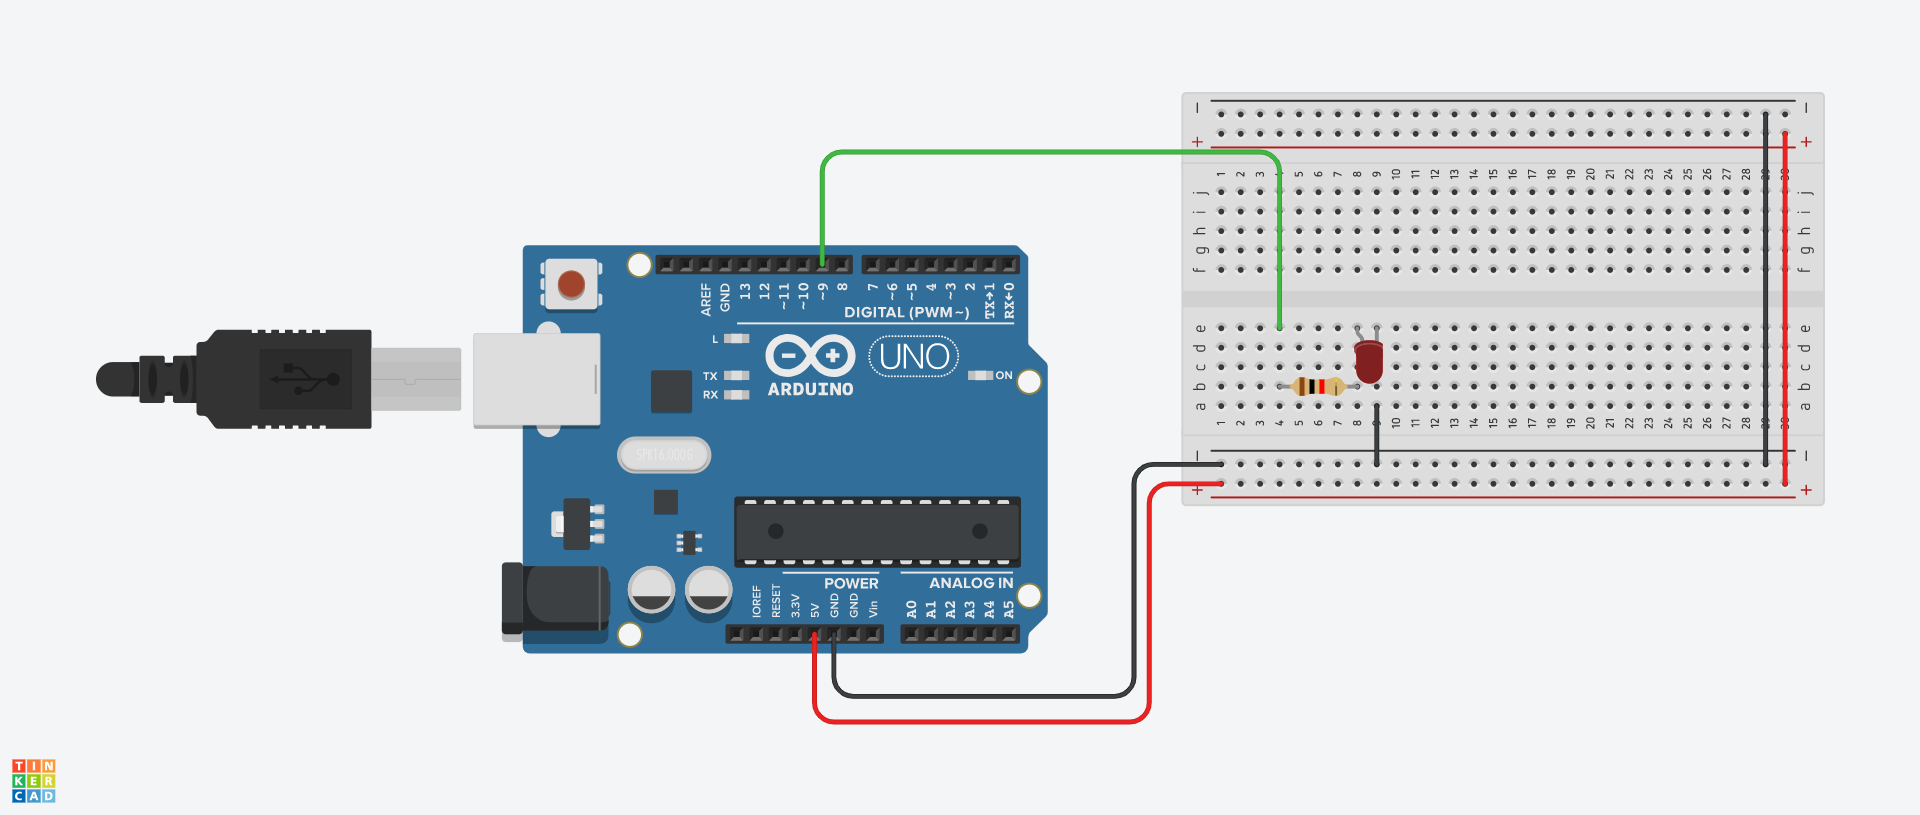 − −
+ +
1 2 3 4 5 6 7 8 9 10 11 12 13 14 15 16 17 18 19 20 21 22 23 24 25 26 27 28 29 30
j j
i i
h h
g g
f f
e e
d d
c c
b b
a a
1 2 3 4 5 6 7 8 9 10 11 12 13 14 15 16 17 18 19 20 21 22 23 24 25 26 27 28 29 30
− −
+ +
AREF GND 13 12 ~11 ~10 ~9 8 7 ~6 ~5 4 ~3 2 TX→1 RX←0
DIGITAL (PWM~)
L
UNO
TX
RX
ON
ARDUINO
SPK16.000G
POWER ANALOG IN
IOREF RESET 3.3V 5V GND GND Vin A0 A1 A2 A3 A4 A5
TIN
KER
CAD